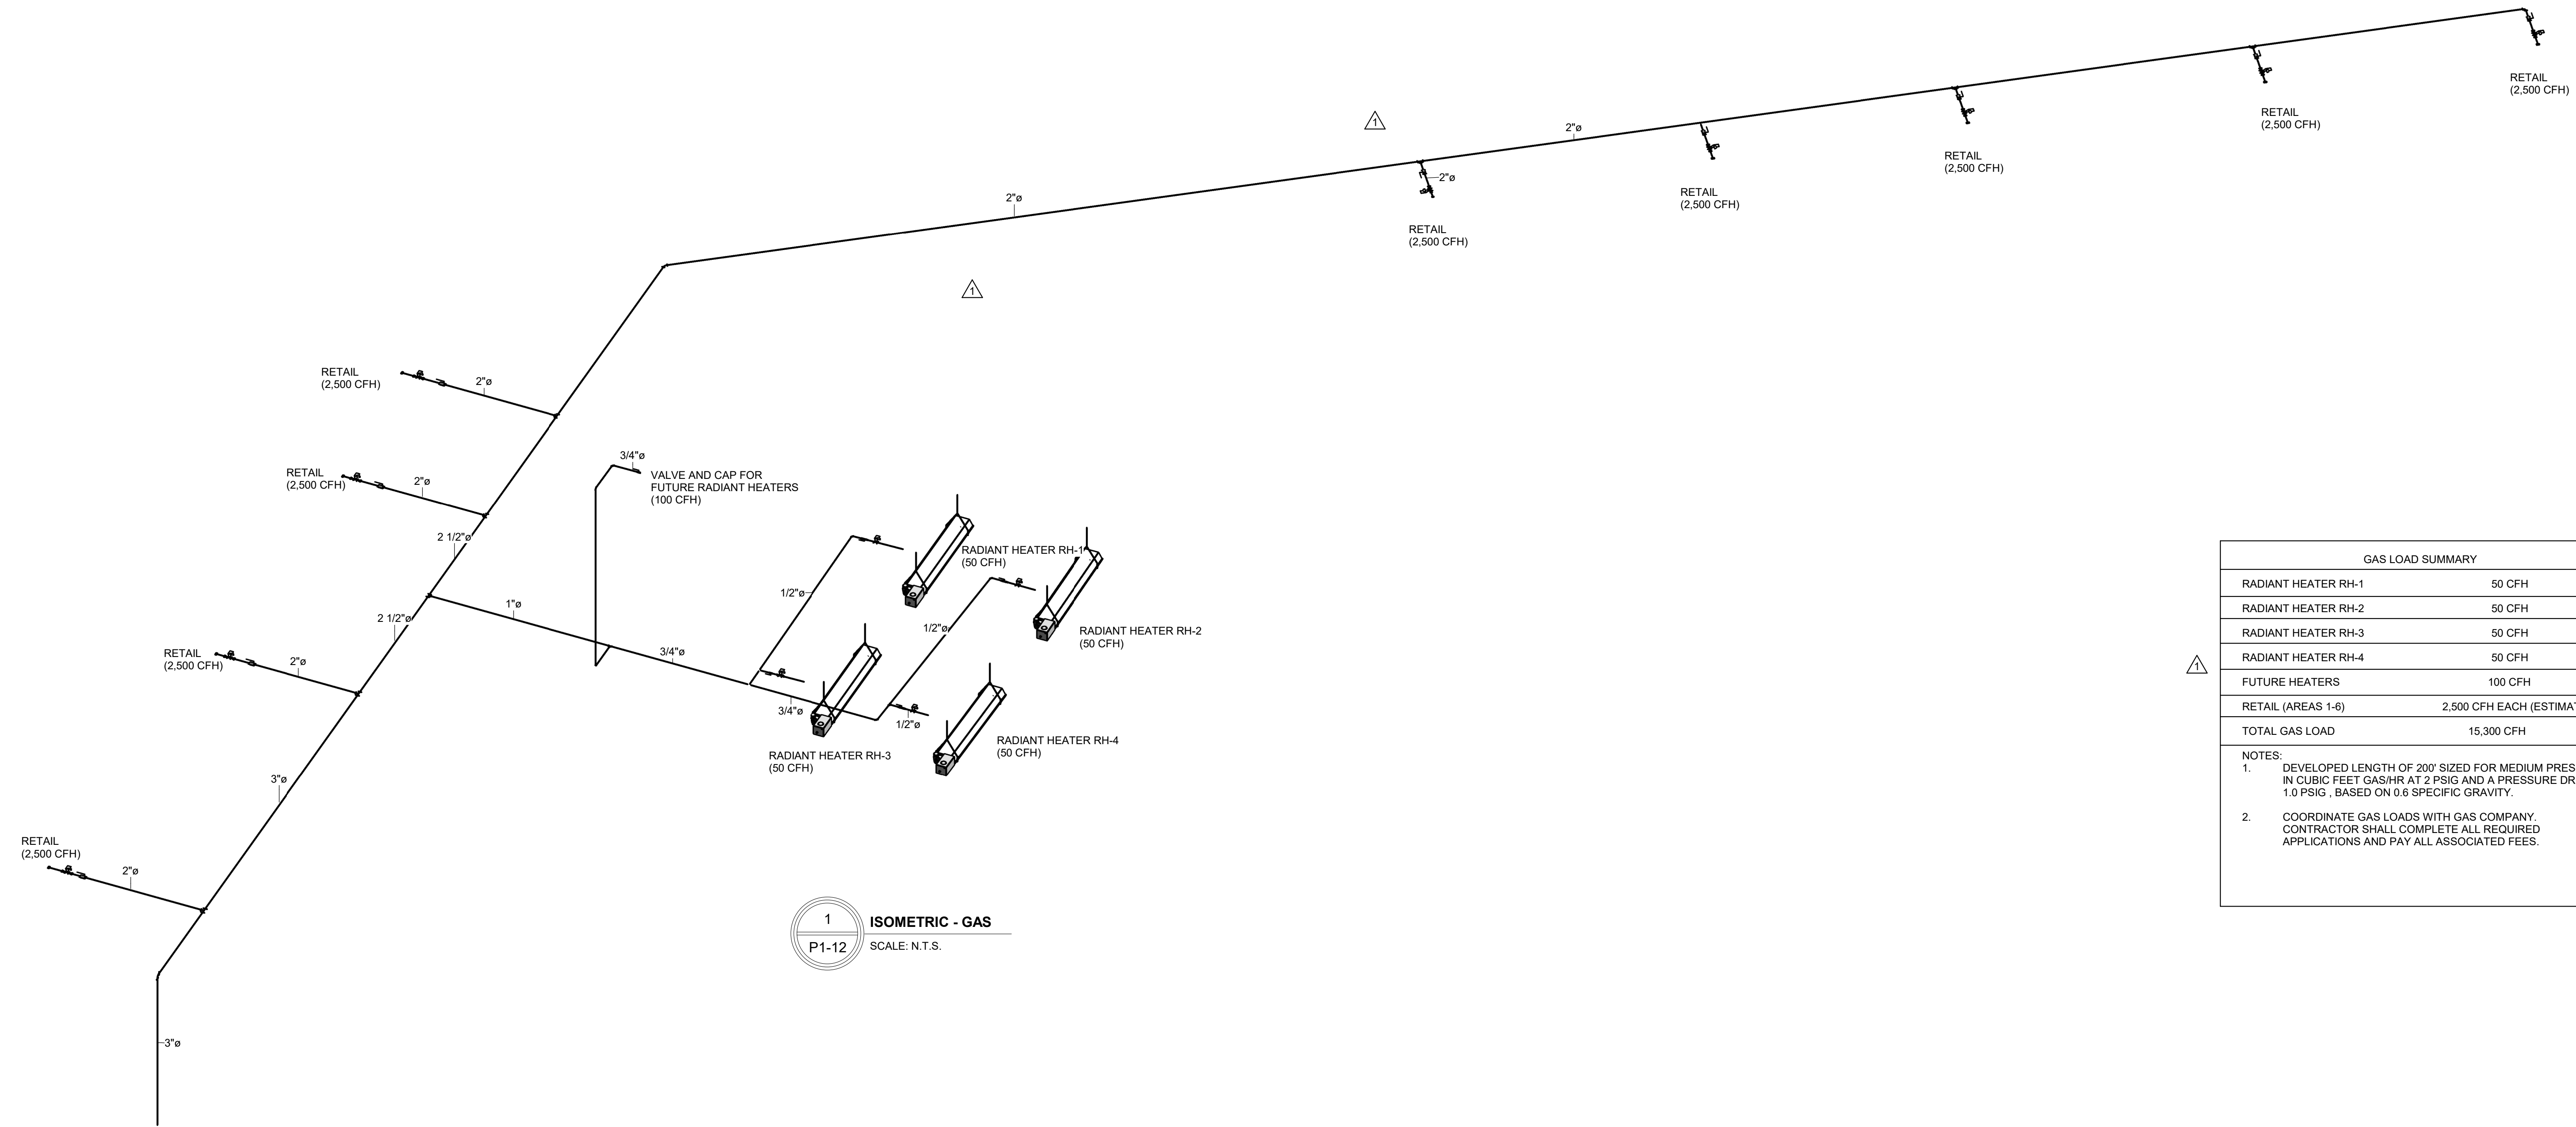 RETAIL
(2,500 CFH)
1
2"ø
RETAIL
(2,500 CFH)
RETAIL
(2,500 CFH)
2"ø
RETAIL
(2,500 CFH)
2"ø
RETAIL
(2,500 CFH)
1
RETAIL
(2,500 CFH)
2"ø
3/4"ø
VALVE AND CAP FOR
FUTURE RADIANT HEATERS
(100 CFH)
RETAIL
(2,500 CFH)
2"ø
2 1/2"ø
RADIANT HEATER RH-1
(50 CFH)
1/2"ø
1"ø
2 1/2"ø
1/2"ø
RADIANT HEATER RH-2
(50 CFH)
RETAIL
(2,500 CFH)
2"ø
3/4"ø
3/4"ø
1/2"ø
RADIANT HEATER RH-4
(50 CFH)
RADIANT HEATER RH-3
(50 CFH)
3"ø
RETAIL
(2,500 CFH)
2"ø
3"ø
1
P1-12
ISOMETRIC - GAS
SCALE: N.T.S.
GAS LOAD SUMMARY
RADIANT HEATER RH-1 50 CFH
RADIANT HEATER RH-2 50 CFH
RADIANT HEATER RH-3 50 CFH
1
RADIANT HEATER RH-4 50 CFH
FUTURE HEATERS 100 CFH
RETAIL (AREAS 1-6) 2,500 CFH EACH (ESTIMA
TOTAL GAS LOAD 15,300 CFH
NOTES:
1. DEVELOPED LENGTH OF 200' SIZED FOR MEDIUM PRES
IN CUBIC FEET GAS/HR AT 2 PSIG AND A PRESSURE DR
1.0 PSIG , BASED ON 0.6 SPECIFIC GRAVITY.
2. COORDINATE GAS LOADS WITH GAS COMPANY.
CONTRACTOR SHALL COMPLETE ALL REQUIRED
APPLICATIONS AND PAY ALL ASSOCIATED FEES.